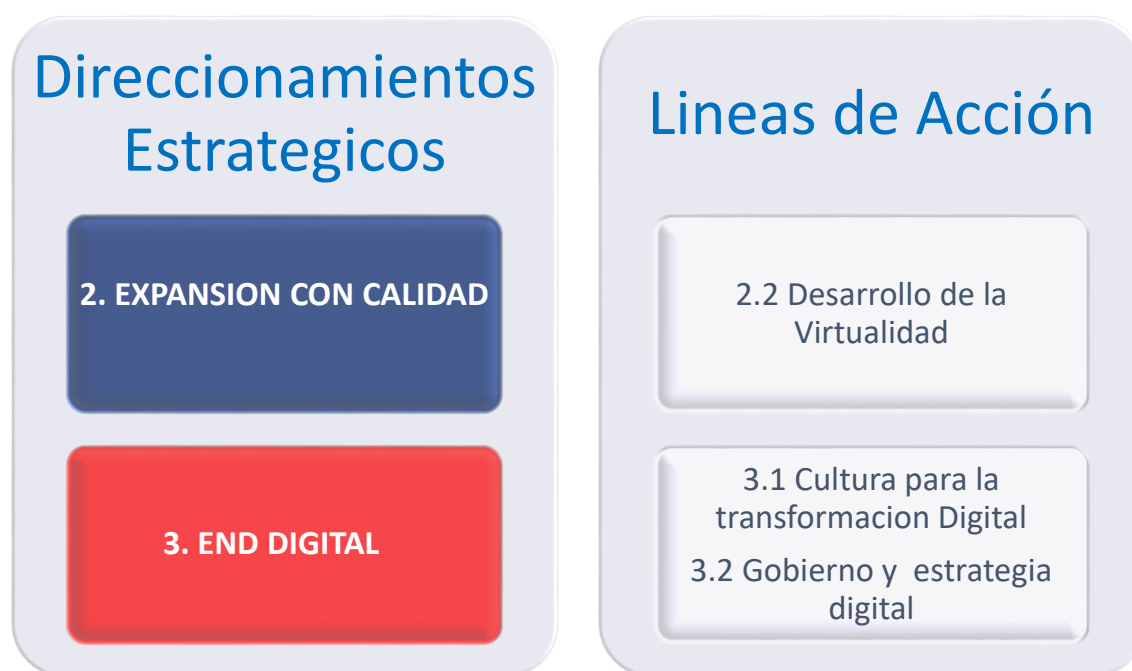 Direccionamientos
Estrategicos
2. EXPANSION CON CALIDAD
3. END DIGITAL
Lineas de Acción
2.2 Desarrollo de la
Virtualidad
3.1 Cultura para la
transformacion Digital
3.2 Gobierno y estrategia
digital